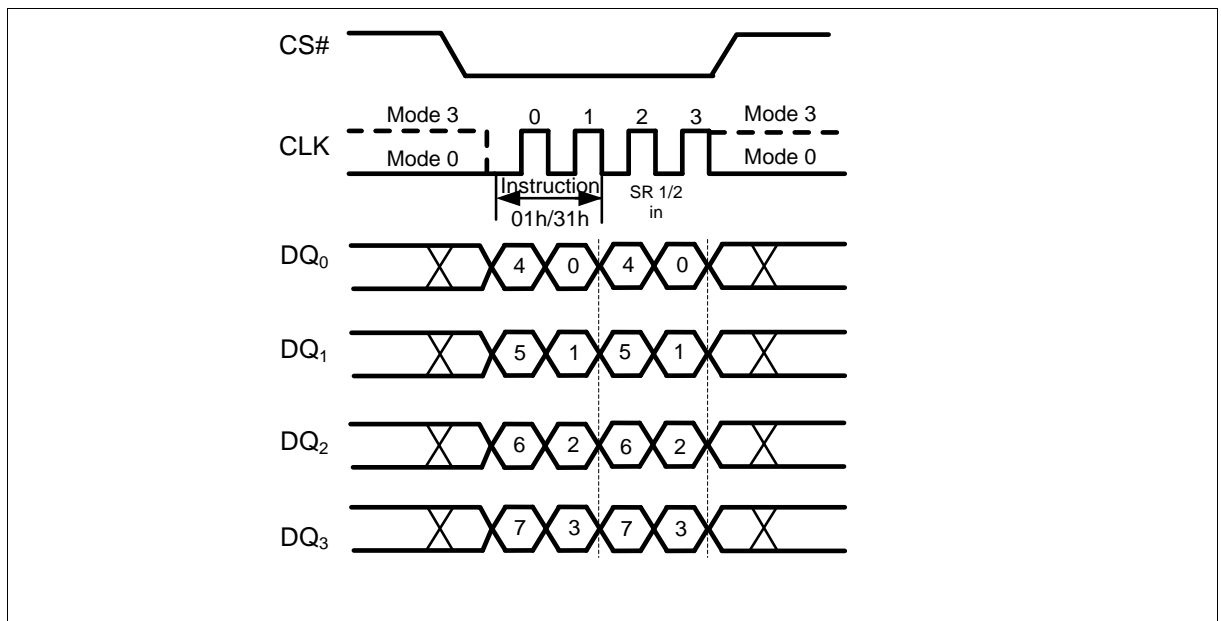 CS#
Mode 3 0 1 2 3 Mode 3
CLK
Mode 0 Mode 0
Instruction SR 1/2
in
01h/31h
DQ0 4 0 4 0
DQ1 5 1 5 1
DQ2 6 2 6 2
DQ3 7 3 7 3